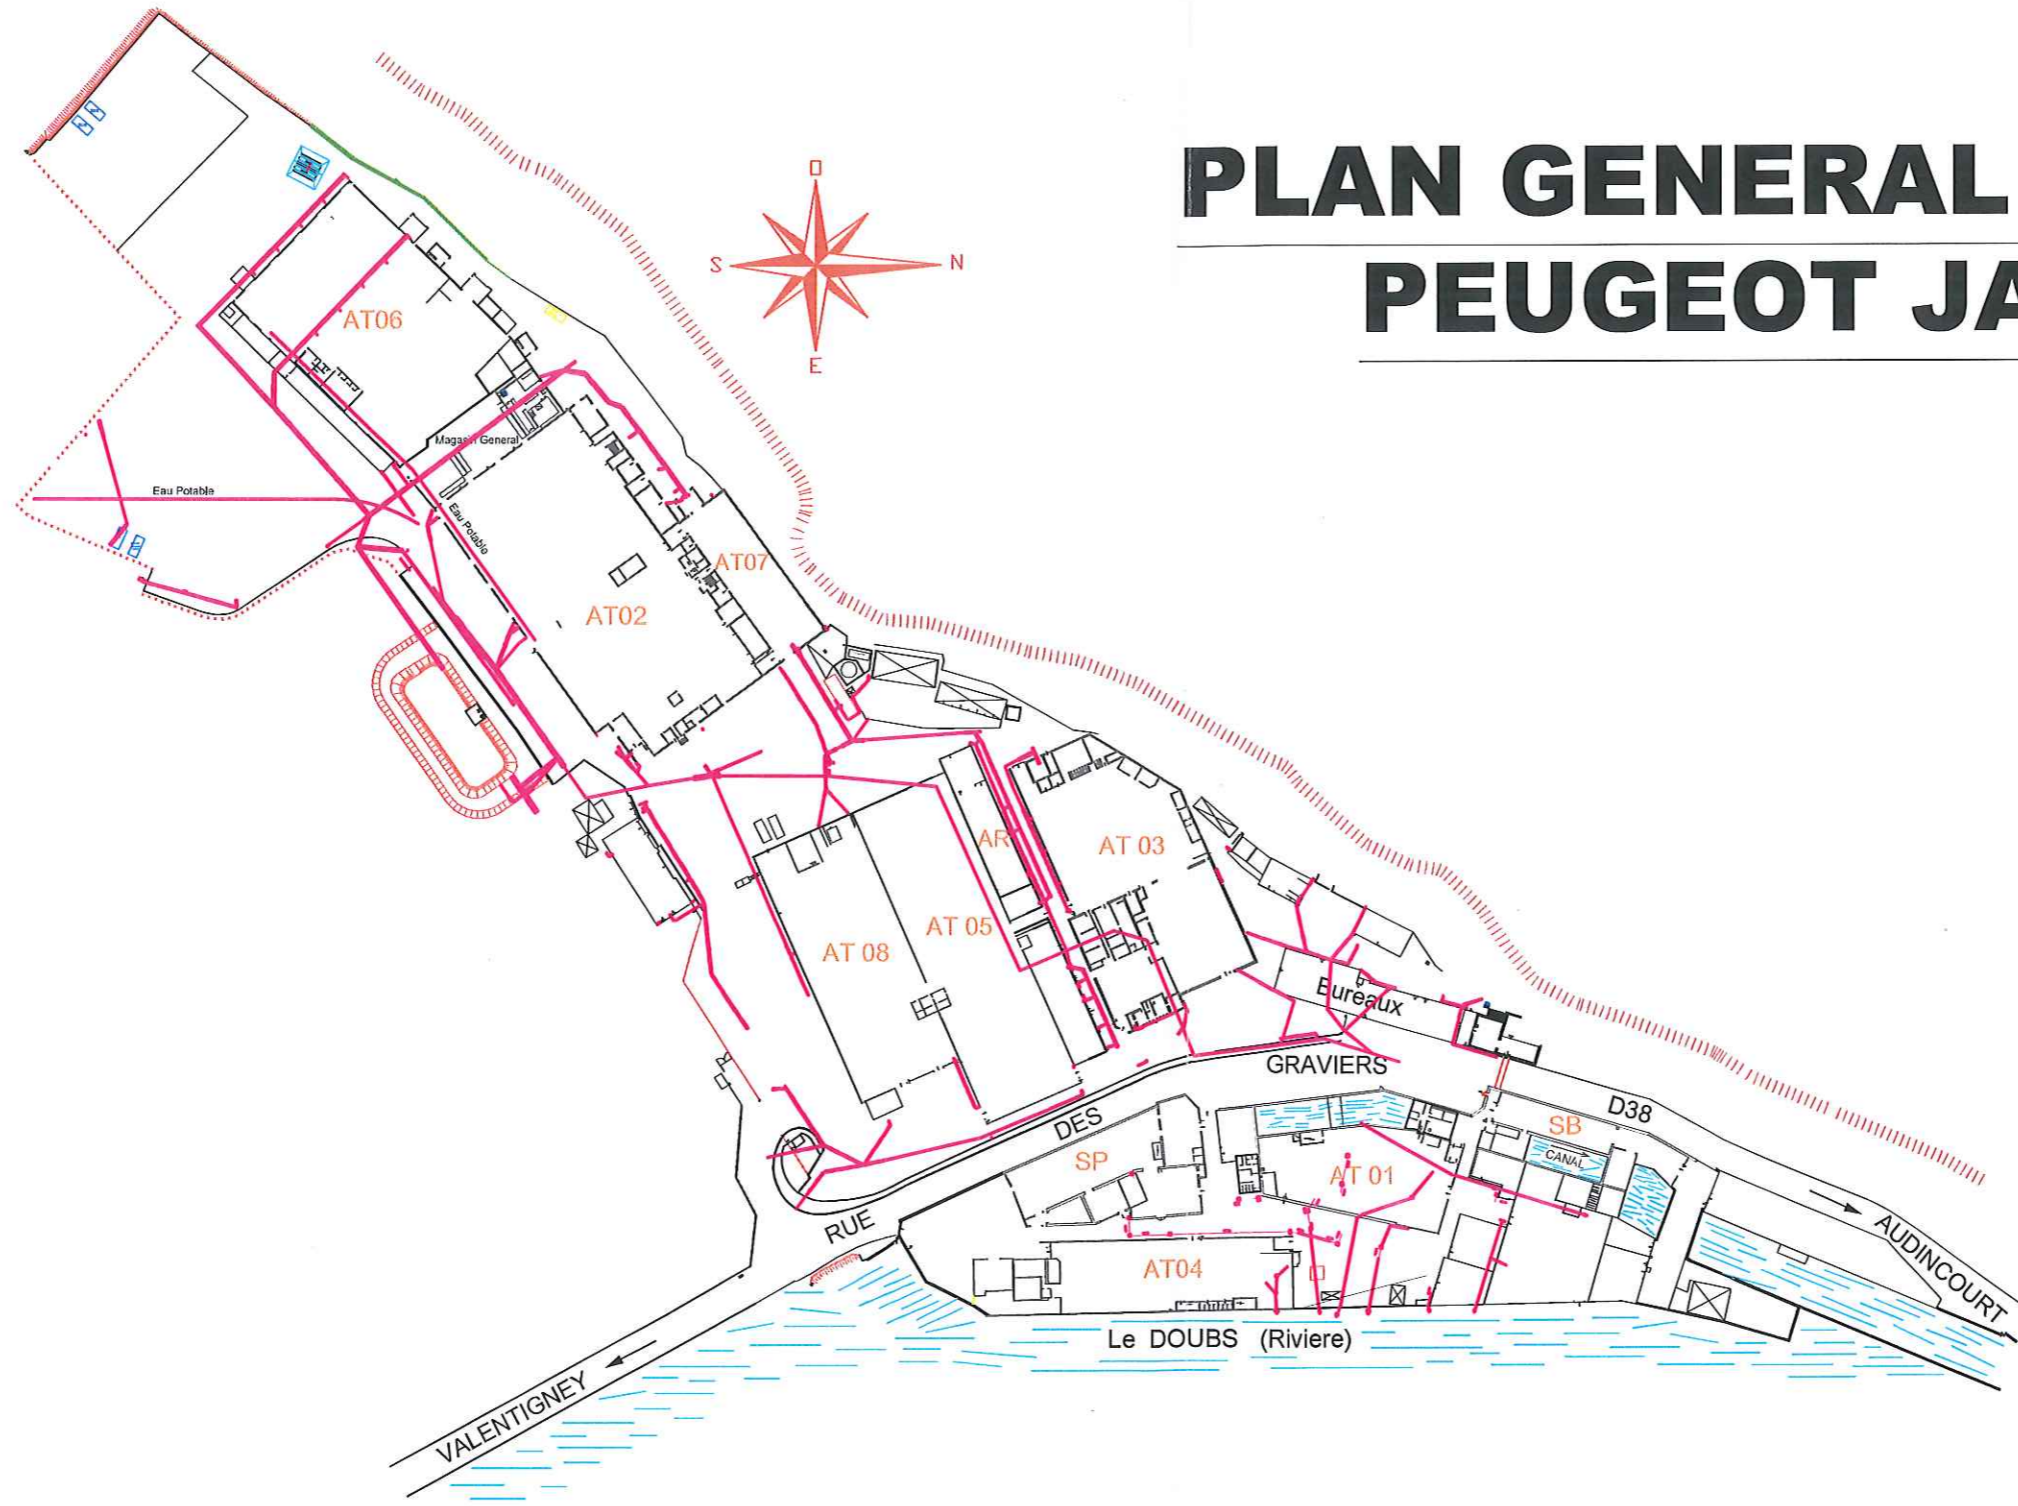 PLAN GENERAL
PEUGEOT JA
O
S
N
E
AT06
Magasin General
Eau Potable
Eau Potable
AT07
AT02
AR
AT 03
AT 05
AT 08
Bureaux
GRAVIERS
DES
RUE
D38
SB
CANAL
SP
AT 01
AT04
AUDINCOURT
Le DOUBS (Riviere)
VALENTIGNEY